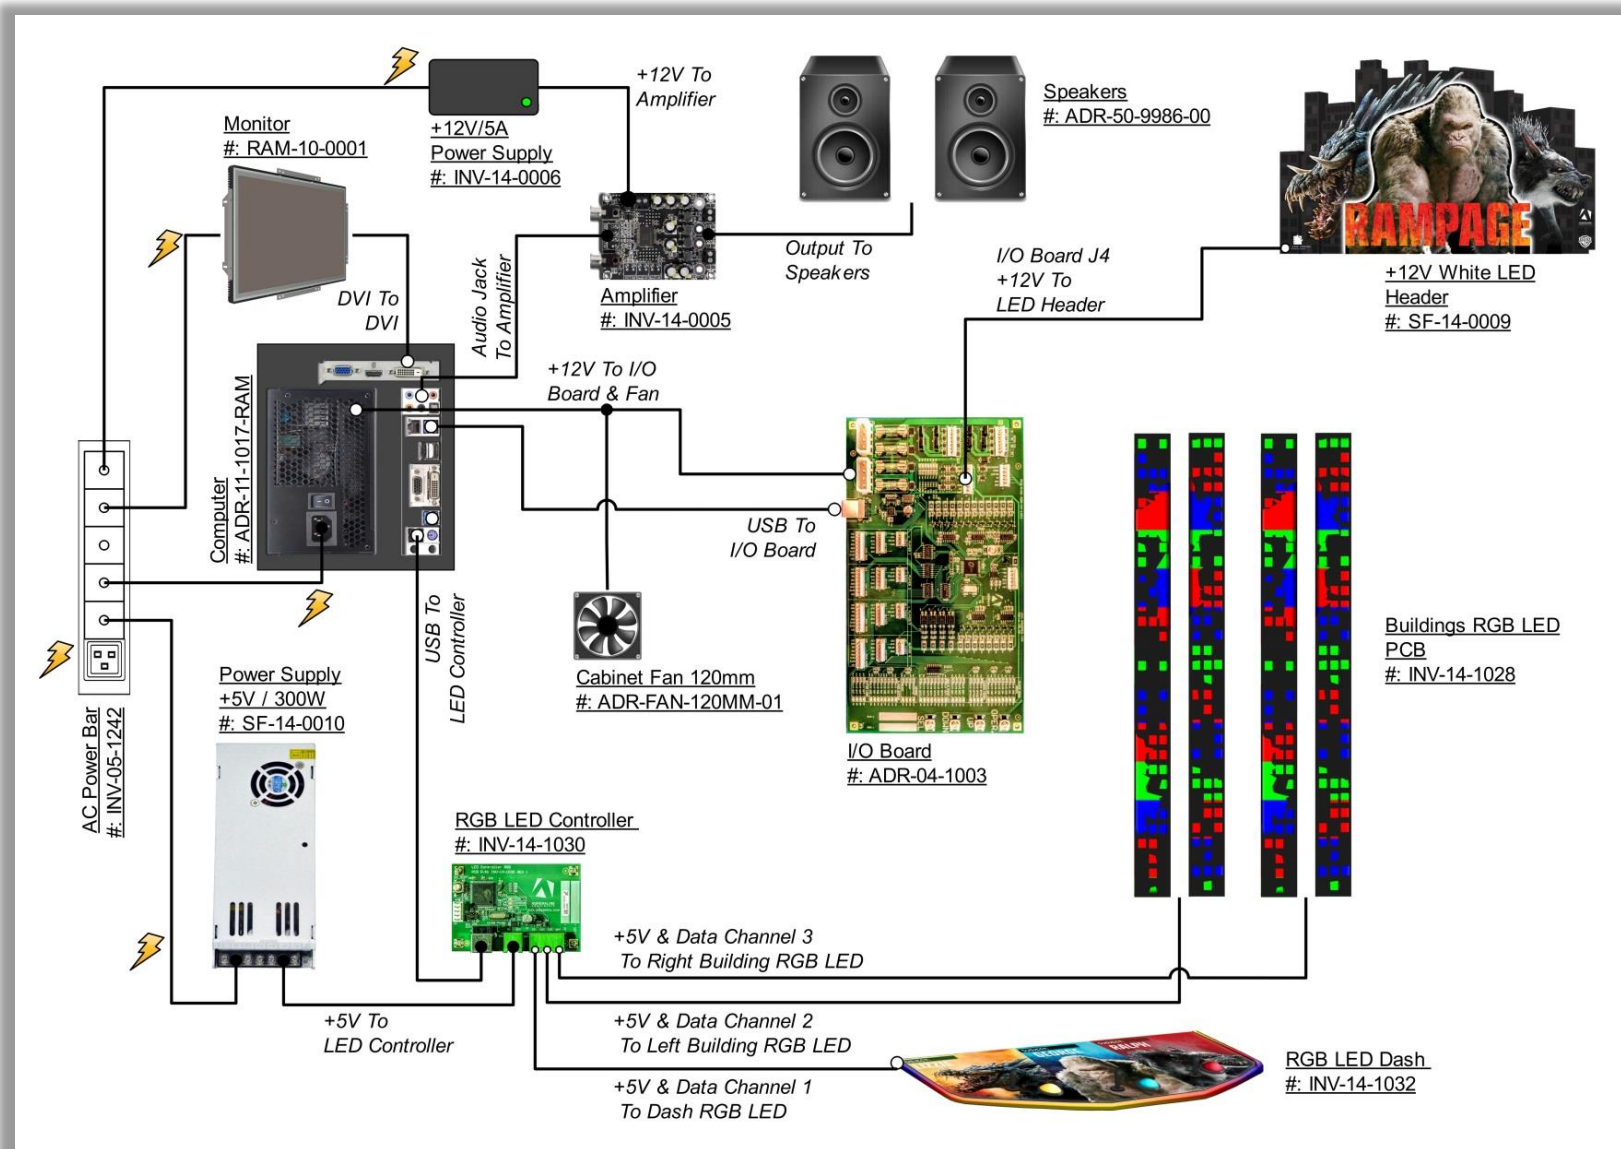 +12V To
Amplifier
Speakers
#: ADR-50-9986-00
Monitor
#: RAM-10-0001
+12V/5A
Power Supply
#: INV-14-0006
RAMPAGE
Output To
Speakers
I/O Board J4
+12V To
LED Header
+12V White LED
Header
#: SF-14-0009
DVI To
DVI
Audio Jack
To Amplifier
Amplifier
#: INV-14-0005
+12V To I/O
Board & Fan
Computer
#: ADR-11-1017-RAM
USB To
I/O Board
USB To
LED Controller
Buildings RGB LED
PCB
#: INV-14-1028
Power Supply
+5V / 300W
#: SF-14-0010
Cabinet Fan 120mm
#: ADR-FAN-120MM-01
SEL
DOWN
UP
OPER
I/O Board
#: ADR-04-1003
AC Power Bar
#: INV-05-1242
RGB LED Controller
#: INV-14-1030
+5V & Data Channel 3
To Right Building RGB LED
+5V To
LED Controller
+5V & Data Channel 2
To Left Building RGB LED
GEORGE
RALPH
RGB LED Dash
#: INV-14-1032
+5V & Data Channel 1
To Dash RGB LED